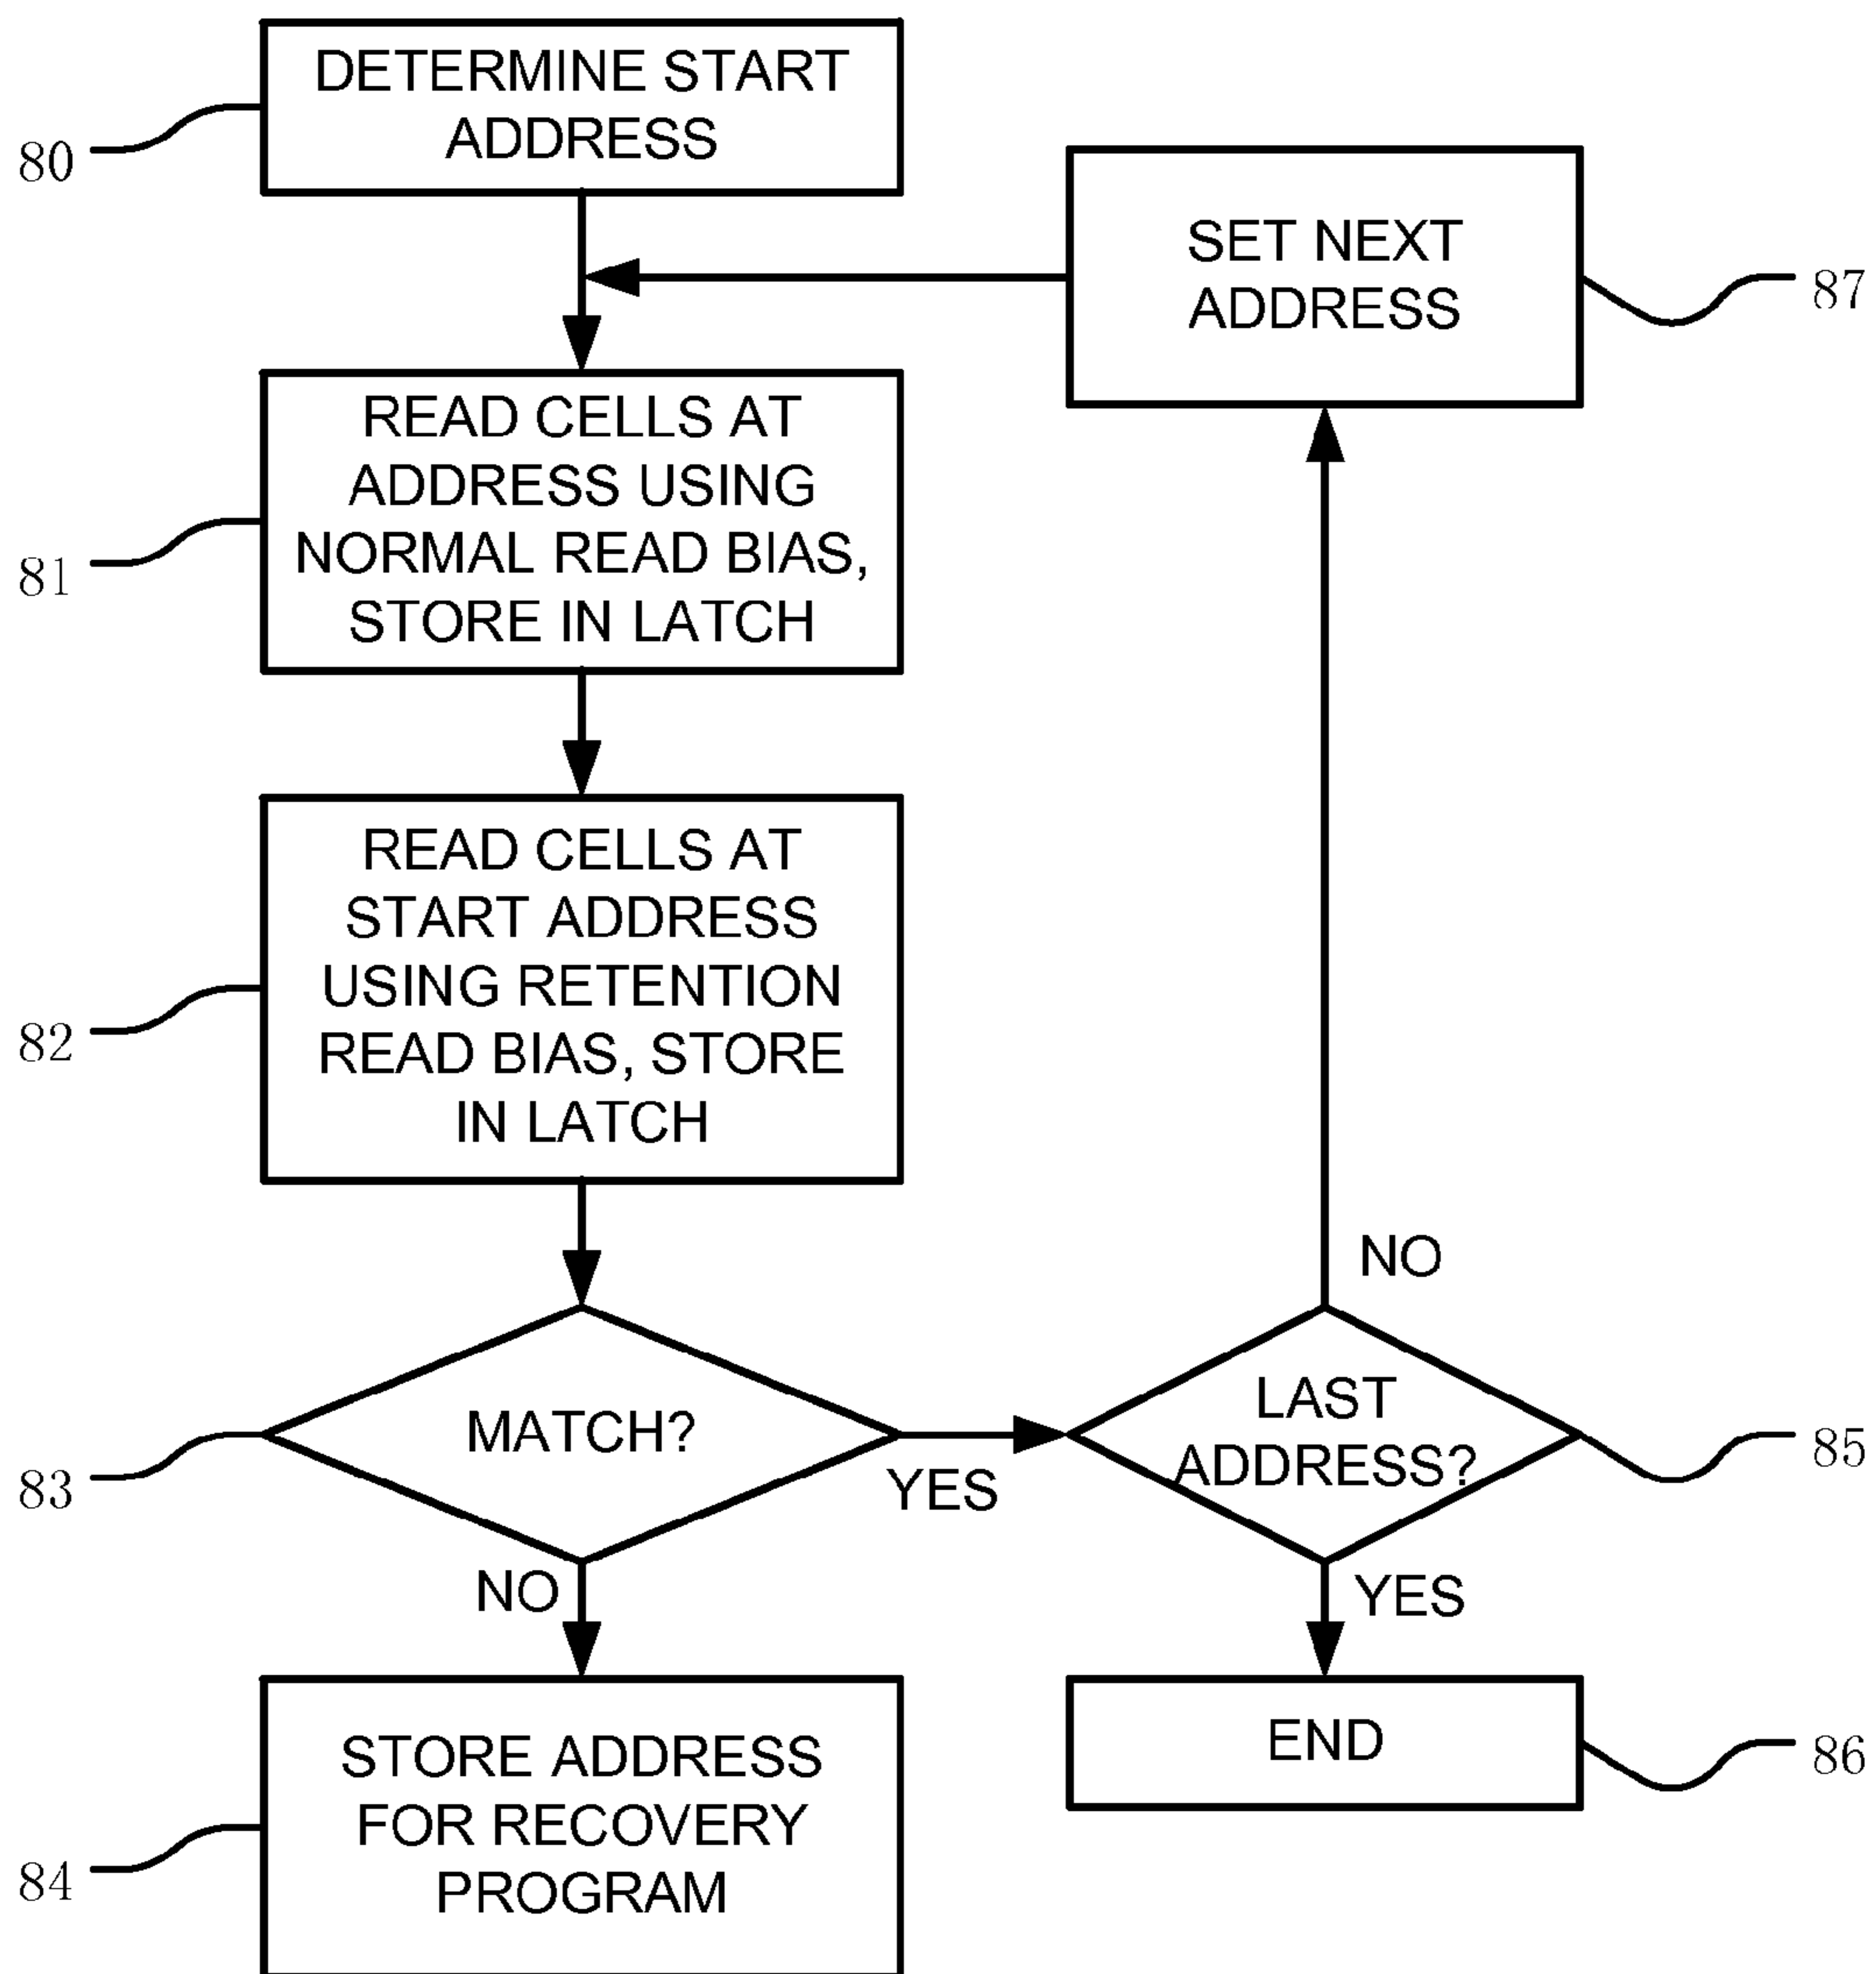 DETERMINE START
ADDRESS
80
SET NEXT
ADDRESS
87
READ CELLS AT
ADDRESS USING
NORMAL READ BIAS,
STORE IN LATCH
81
READ CELLS AT
START ADDRESS
USING RETENTION
READ BIAS, STORE
IN LATCH
82
NO
MATCH?
83
YES
LAST
ADDRESS?
85
NO
YES
STORE ADDRESS
FOR RECOVERY
PROGRAM
84
END
86